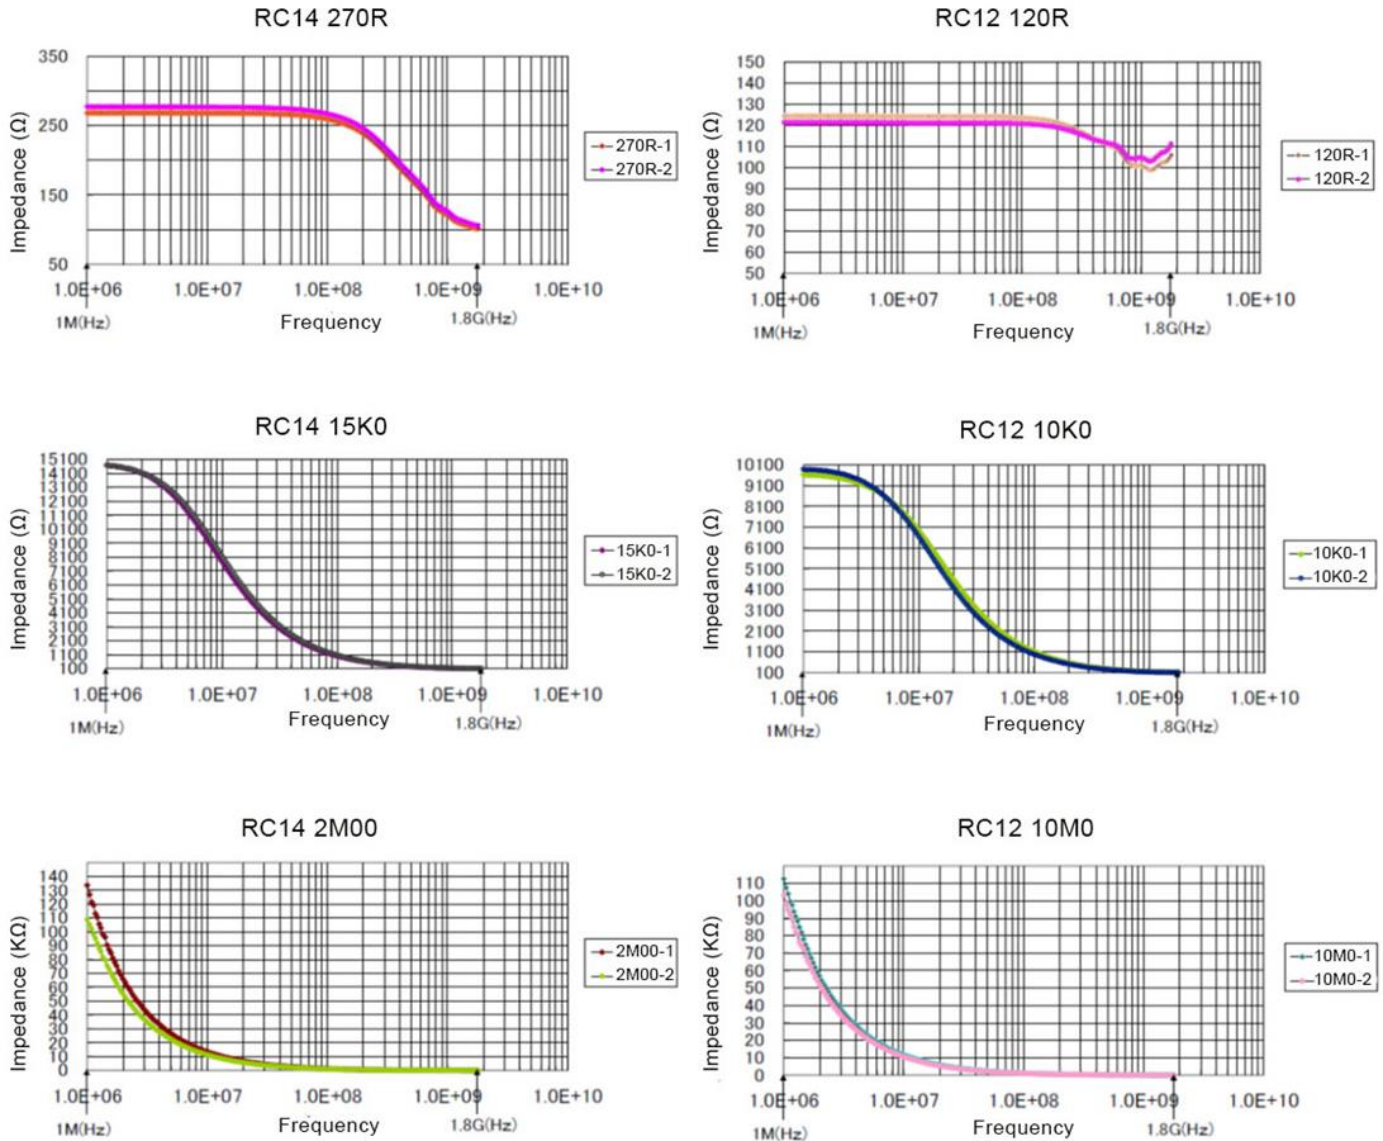 RC14 270R
350
250
150
50
Impedance (Ω)
1.0E+06 1.0E+07 1.0E+08 1.0E+09 1.0E+10
1M(Hz) Frequency 1.8G(Hz)
270R-1
270R-2
RC12 120R
150
140
130
120
110
100
90
80
70
60
50
Impedance (Ω)
1.0E+06 1.0E+07 1.0E+08 1.0E+09 1.0E+10
1M(Hz) Frequency 1.8G(Hz)
120R-1
120R-2
RC14 15K0
15100
14100
13100
12100
11100
10100
9100
8100
7100
6100
5100
4100
3100
2100
1100
100
Impedance (Ω)
1.0E+06 1.0E+07 1.0E+08 1.0E+09 1.0E+10
1M(Hz) Frequency 1.8G(Hz)
15K0-1
15K0-2
RC12 10K0
10100
9100
8100
7100
6100
5100
4100
3100
2100
1100
100
Impedance (Ω)
1.0E+06 1.0E+07 1.0E+08 1.0E+09 1.0E+10
1M(Hz) Frequency 1.8G(Hz)
10K0-1
10K0-2
RC14 2M00
140
130
120
110
100
90
80
70
60
50
40
30
20
10
0
Impedance (KΩ)
1.0E+06 1.0E+07 1.0E+08 1.0E+09 1.0E+10
1M(Hz) Frequency 1.8G(Hz)
2M00-1
2M00-2
RC12 10M0
110
100
90
80
70
60
50
40
30
20
10
0
Impedance (KΩ)
1.0E+06 1.0E+07 1.0E+08 1.0E+09 1.0E+10
1M(Hz) Frequency 1.8G(Hz)
10M0-1
10M0-2